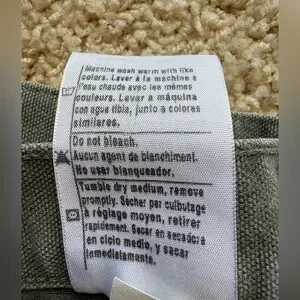 Machine wash warm with like
colors. Laver à la machine à
l'eau chaude avec les mêmes
couleurs. Lavar a máquina
con agua tibia, junto a colores
similares.
Do not bleach.
Aucun agent de blanchiment.
No usar blanqueador.
Tumble dry medium, remove
promptly. Sécher par culbutage
à réglage moyen, retirer
rapidement. Secar en secadora
en ciclo medio, y sacar
immediatamente.